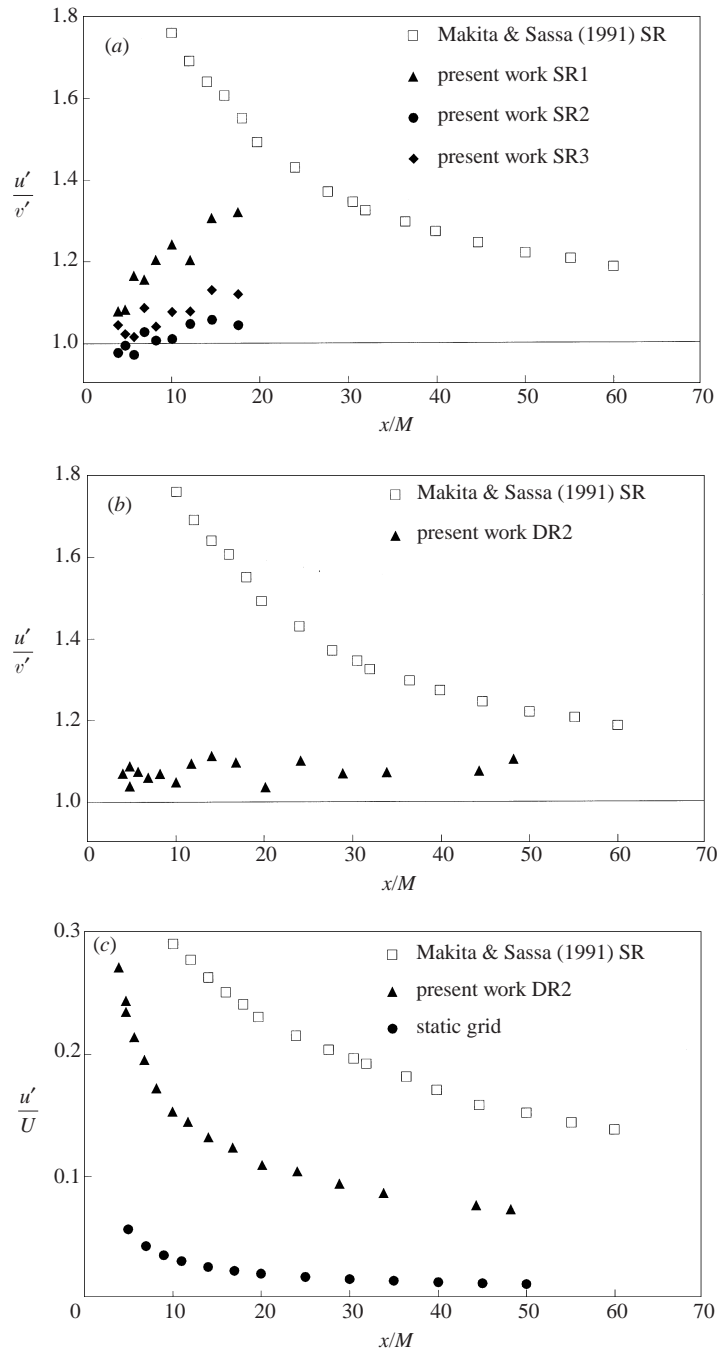 1.8
(a)
Makita & Sassa (1991) SR
present work SR1
1.6
present work SR2
present work SR3
u′
v′
1.4
1.2
1.0
0 10 20 30 40 50 60 70
x/M
1.8
(b)
Makita & Sassa (1991) SR
present work DR2
1.6
u′
v′
1.4
1.2
1.0
0 10 20 30 40 50 60 70
x/M
0.3
(c)
Makita & Sassa (1991) SR
present work DR2
static grid
0.2
u′
U
0.1
0 10 20 30 40 50 60 70
x/M